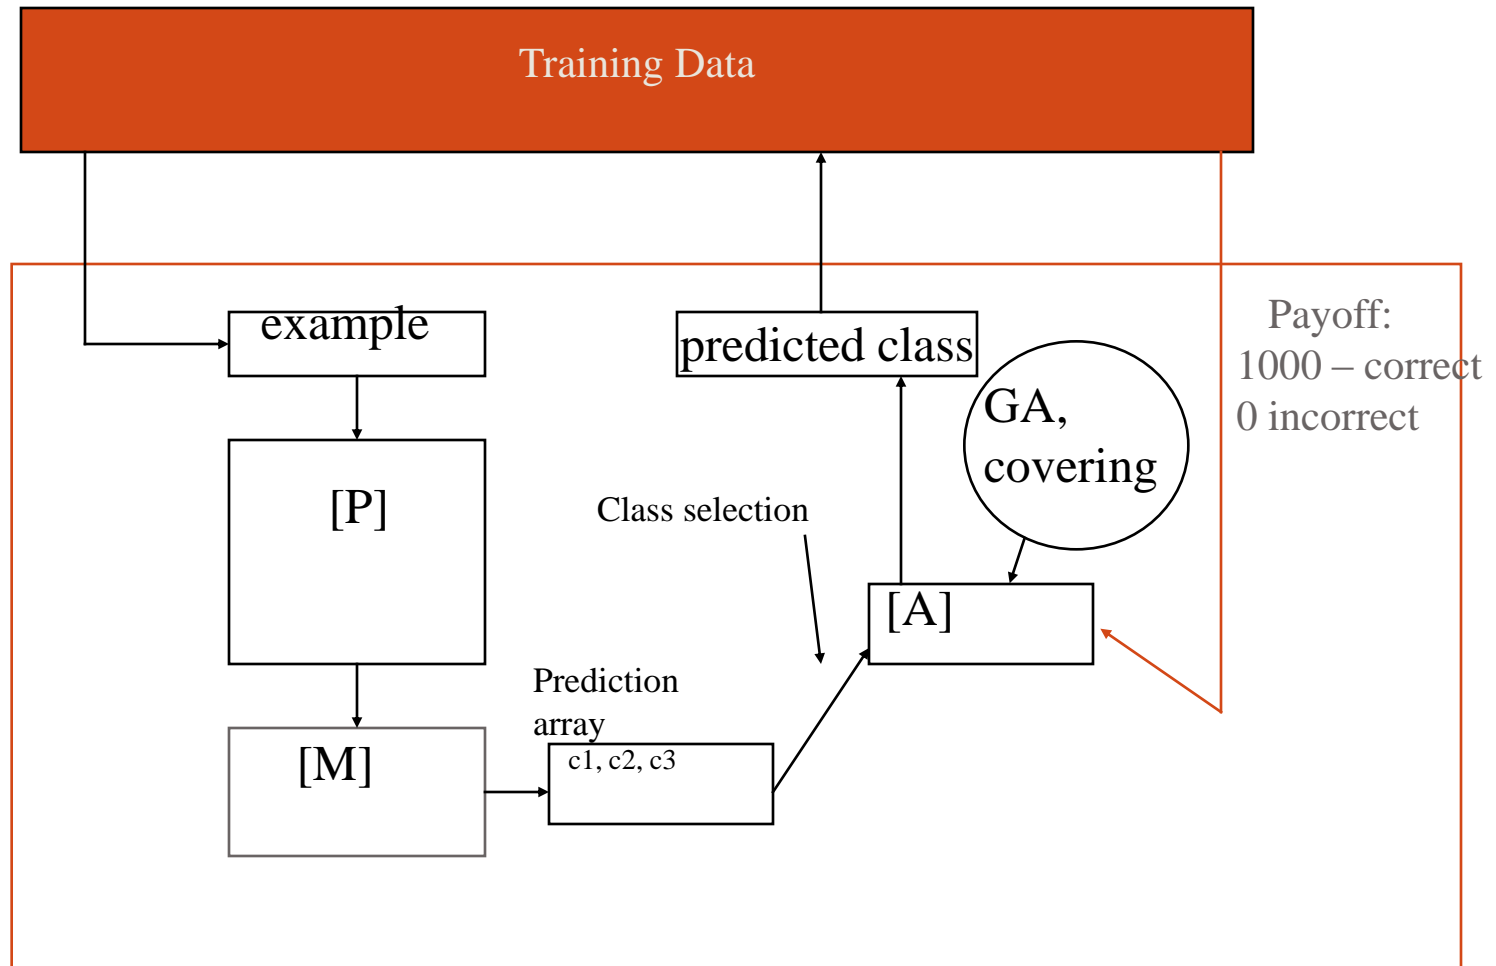 Training Data
example
predicted class
Payoff:
1000 – correct
0 incorrect
GA,
covering
[P]
Class selection
[A]
Prediction
array
[M]
c1, c2, c3